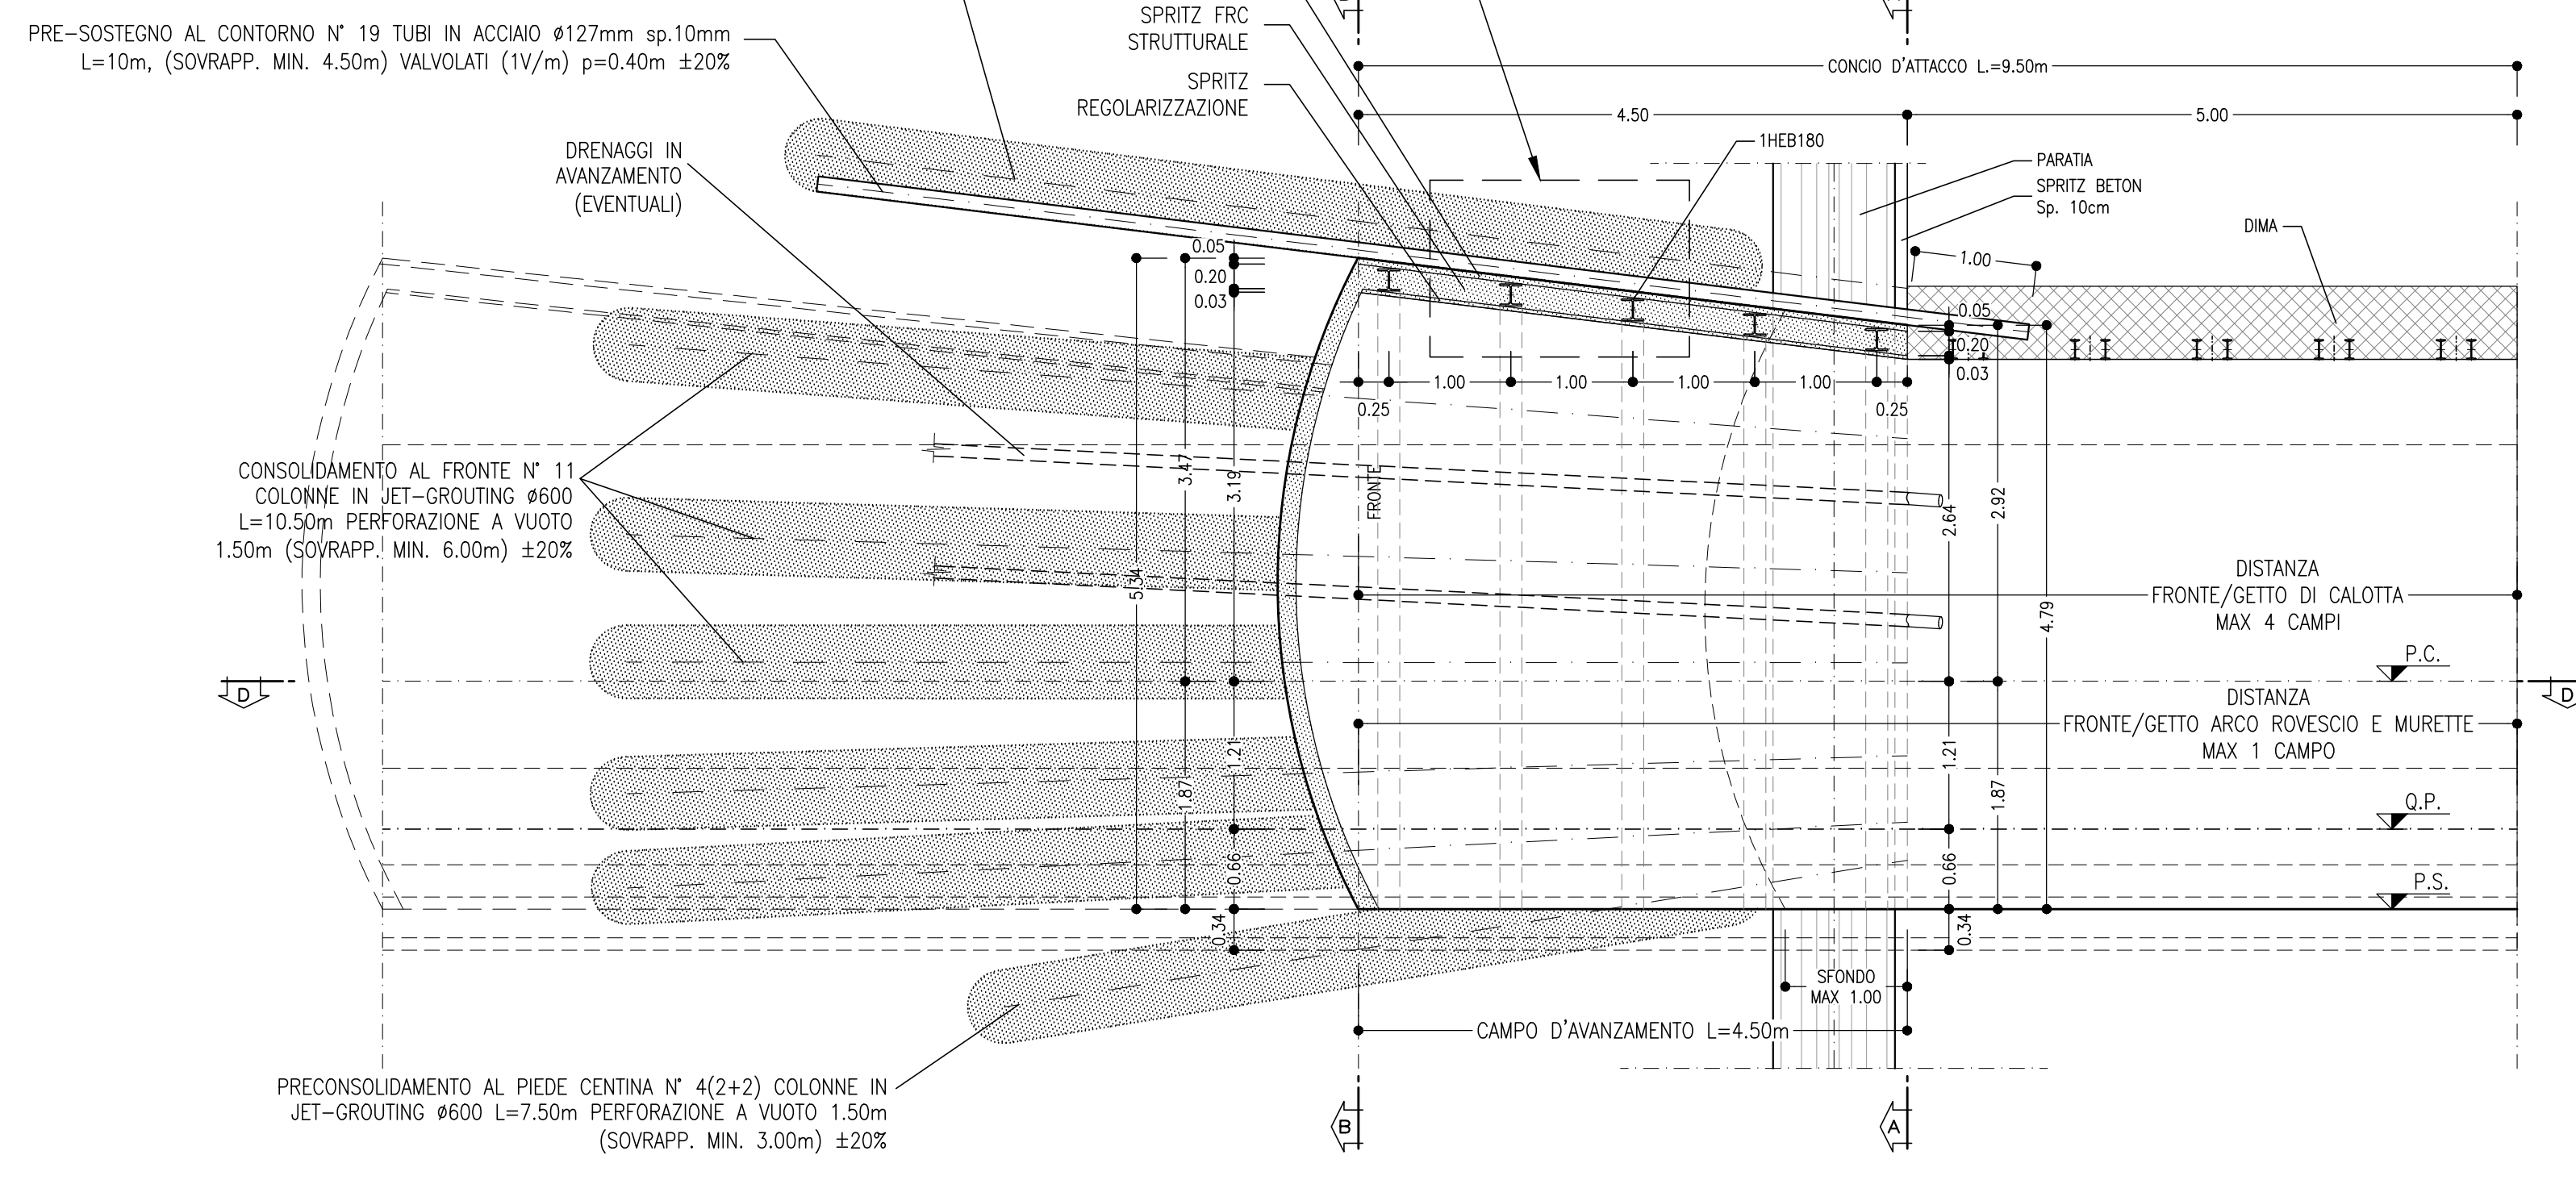 PRE-SOSTEGNO AL CONTORNO N° 19 TUBI IN ACCIAIO ø127mm sp.10mm
L=10m, (SOVRAPP. MIN. 4.50m) VALVOLATI (1V/m) p=0.40m ±20%
SPRITZ FRC
STRUTTURALE
SPRITZ
REGOLARIZZAZIONE
CONCIO D'ATTACCO L.=9.50m
4.50
5.00
1HEB180
PARATIA
SPRITZ BETON
Sp. 10cm
DIMA
DRENAGGI IN
AVANZAMENTO
(EVENTUALI)
0.05
0.20
0.03
1.00
0.05
0.20
0.03
1.00
1.00
1.00
1.00
0.25
0.25
CONSOLIDAMENTO AL FRONTE N° 11
COLONNE IN JET-GROUTING ø600
L=10.50m PERFORAZIONE A VUOTO
1.50m (SOVRAPP. MIN. 6.00m) ±20%
FRONTE
5.34
3.47
3.19
2.64
2.92
4.79
DISTANZA
FRONTE/GETTO DI CALOTTA
MAX 4 CAMPI
P.C.
D
D
DISTANZA
FRONTE/GETTO ARCO ROVESCIO E MURETTE
MAX 1 CAMPO
1.87
1.21
1.21
1.87
Q.P.
0.66
0.66
P.S.
0.34
0.34
SFONDO
MAX 1.00
CAMPO D'AVANZAMENTO L=4.50m
PRECONSOLIDAMENTO AL PIEDE CENTINA N° 4(2+2) COLONNE IN
JET-GROUTING ø600 L=7.50m PERFORAZIONE A VUOTO 1.50m
(SOVRAPP. MIN. 3.00m) ±20%
B
A